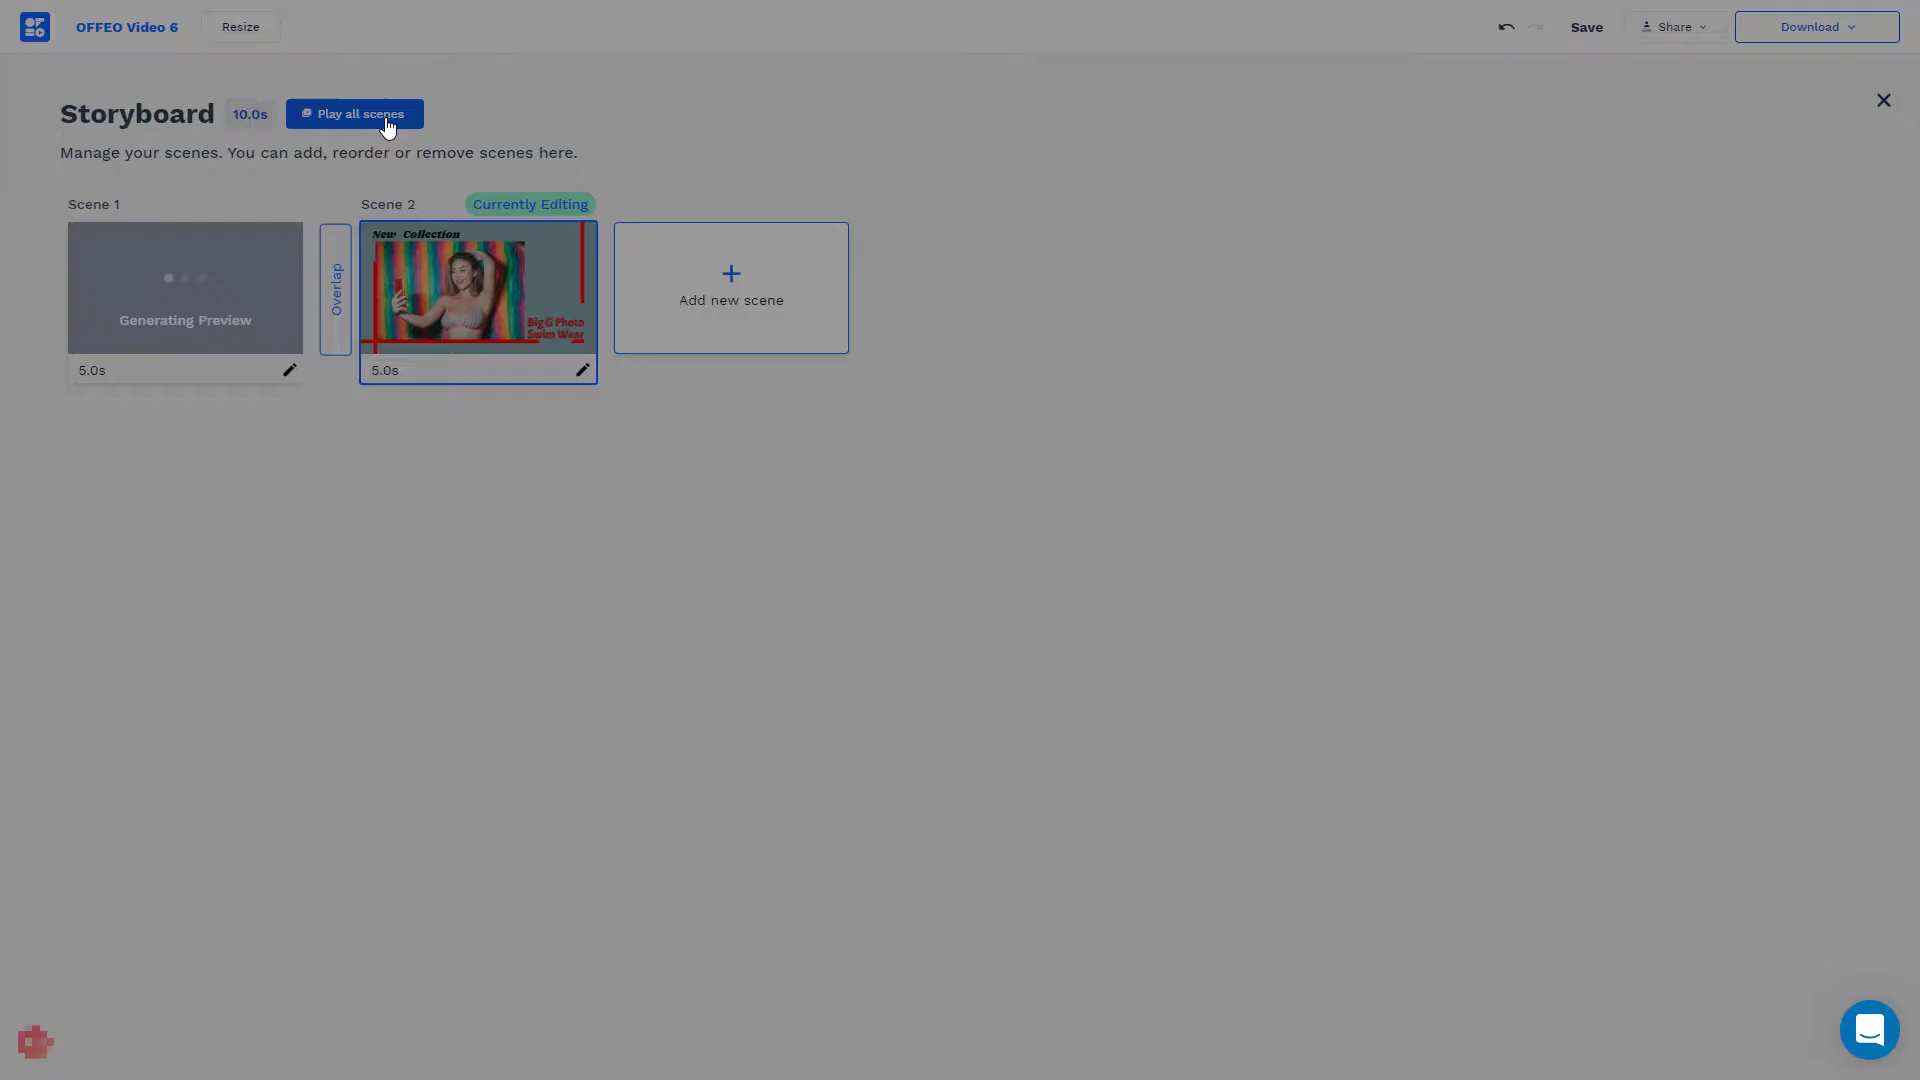 OFFEO Video 6
Resize
Save
Share
Download
Storyboard
10.0s
Play all scenes
Manage your scenes. You can add, reorder or remove scenes here.
Scene 1
Scene 2
Currently Editing
Generating Preview
5.0s
Overlap
New Collection
Big G Photo
Swim Wear
5.0s
Add new scene